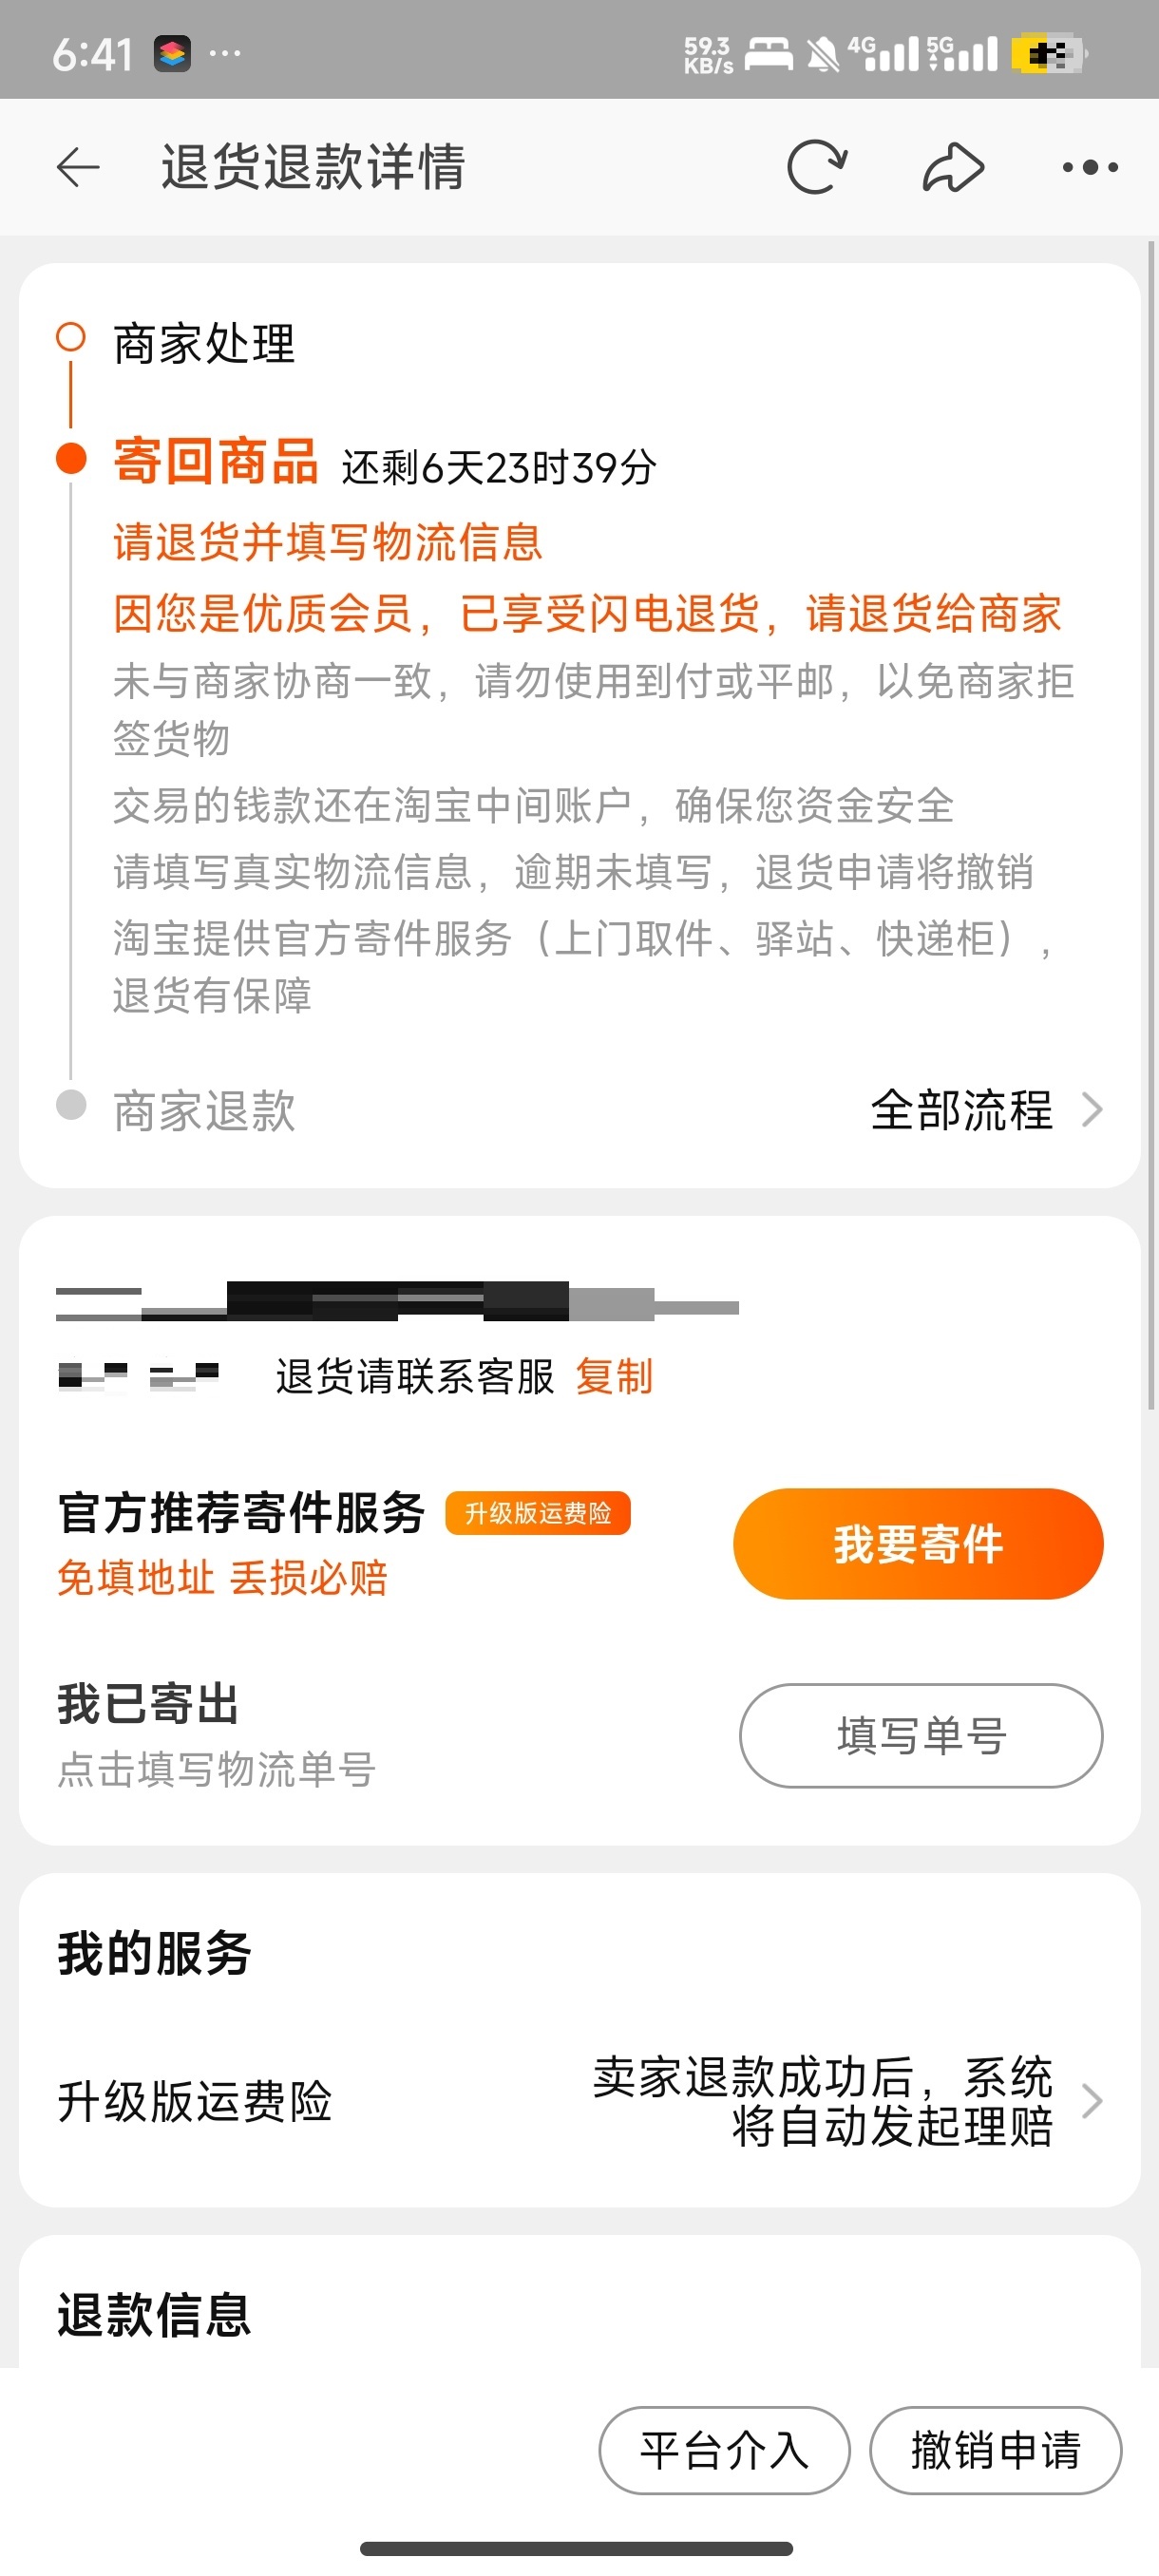 6:41
59.3 KB/s 4G 5G
退货退款详情
商家处理
寄回商品 还剩6天23时39分
请退货并填写物流信息
因您是优质会员，已享受闪电退货，请退货给商家
未与商家协商一致，请勿使用到付或平邮，以免商家拒
签货物
交易的钱款还在淘宝中间账户，确保您资金安全
请填写真实物流信息，逾期未填写，退货申请将撤销
淘宝提供官方寄件服务（上门取件、驿站、快递柜），
退货有保障
商家退款 全部流程
退货请联系客服 复制
官方推荐寄件服务 升级版运费险
我要寄件
免填地址 丢损必赔
我已寄出
填写单号
点击填写物流单号
我的服务
升级版运费险
卖家退款成功后，系统
将自动发起理赔
退款信息
平台介入 撤销申请